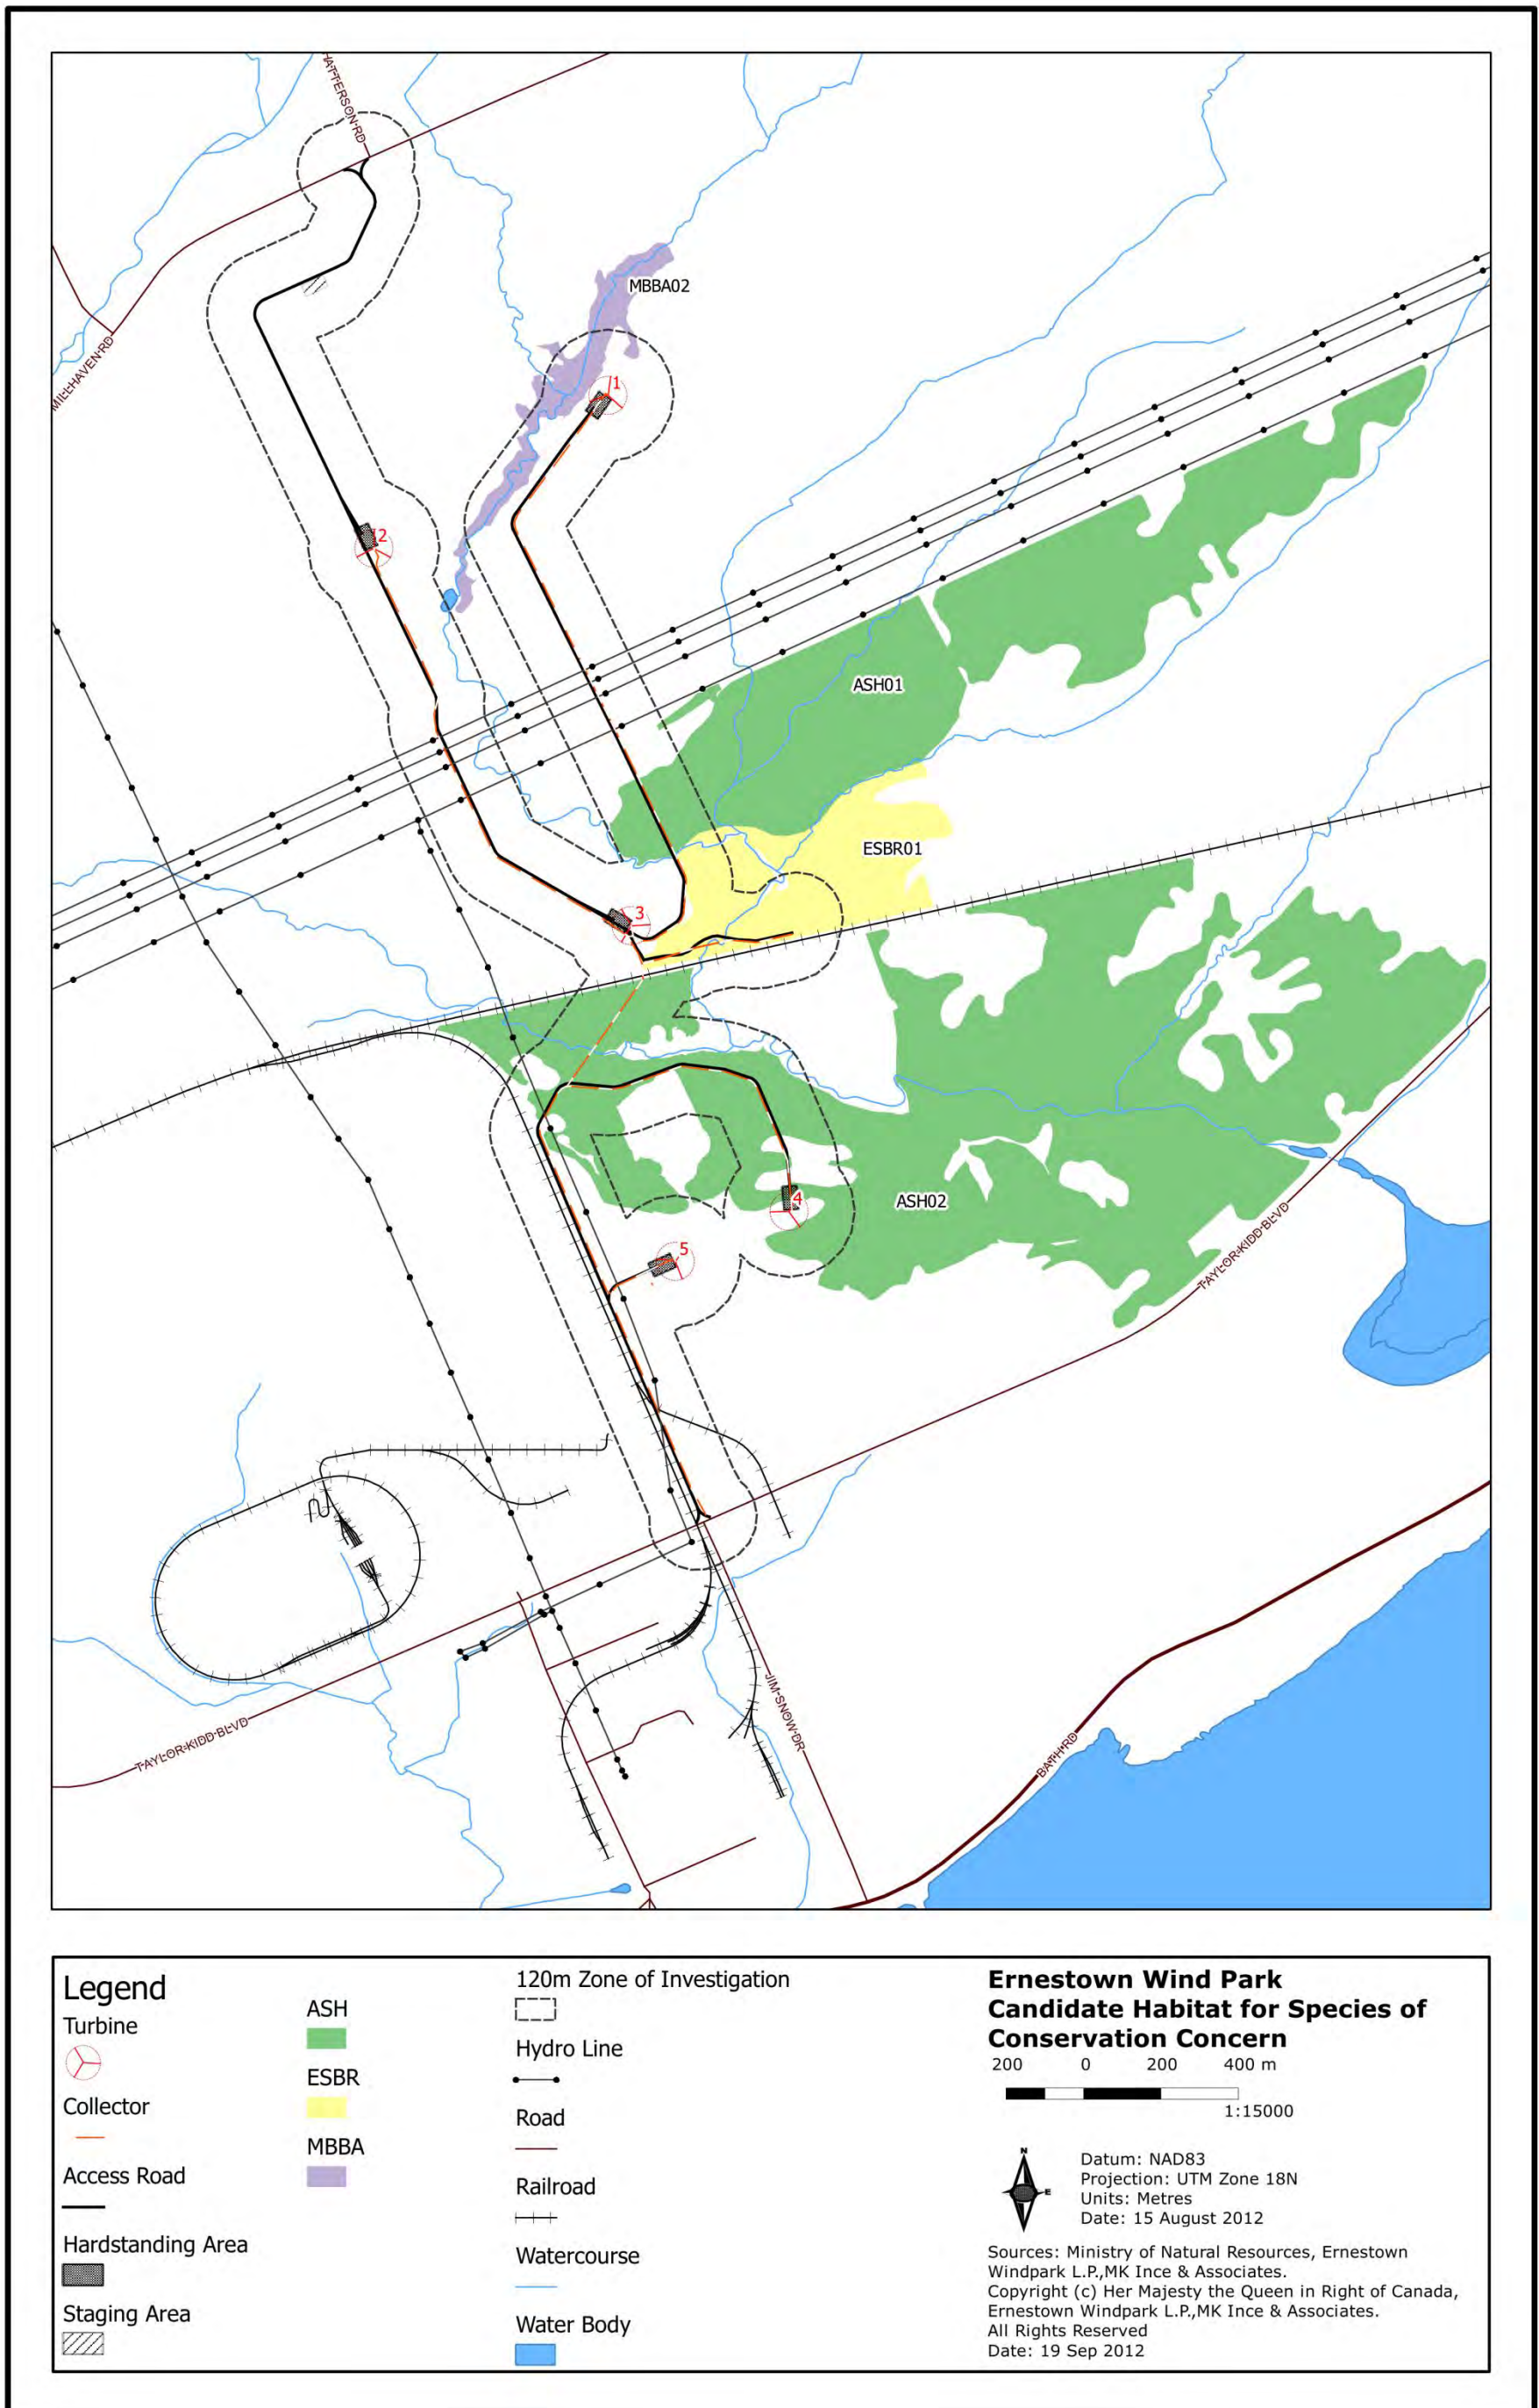 HATTERSON RD
MBBA02
MILLHAVEN RD
1
2
ASH01
ESBR01
3
ASH02
4
TAYLOR KIDD BLVD
5
JIM SNOW DR
TAYLOR KIDD BLVD
BATH RD
Legend
Turbine
Collector
Access Road
Hardstanding Area
Staging Area
ASH
ESBR
MBBA
120m Zone of Investigation
Hydro Line
Road
Railroad
Watercourse
Water Body
Ernestown Wind Park
Candidate Habitat for Species of
Conservation Concern
200 0 200 400 m
1:15000
N
E
Datum: NAD83
Projection: UTM Zone 18N
Units: Metres
Date: 15 August 2012
Sources: Ministry of Natural Resources, Ernestown
Windpark L.P.,MK Ince & Associates.
Copyright (c) Her Majesty the Queen in Right of Canada,
Ernestown Windpark L.P.,MK Ince & Associates.
All Rights Reserved
Date: 19 Sep 2012